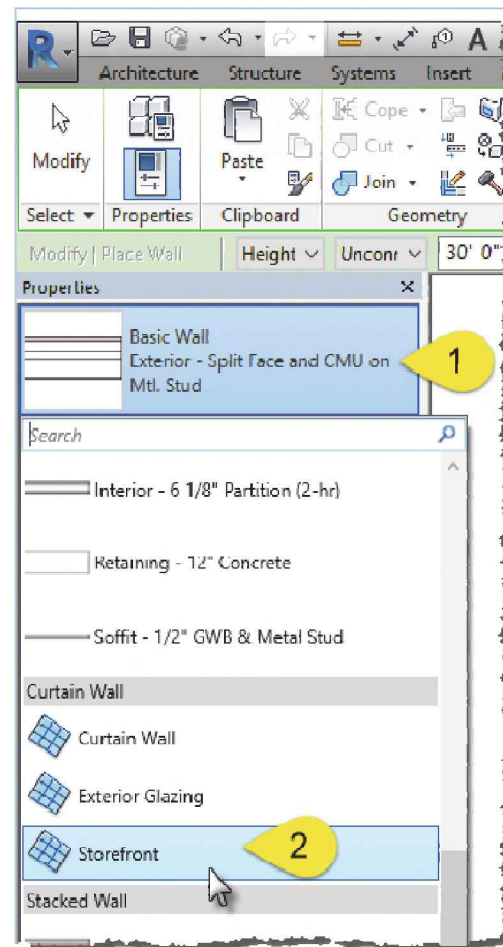 R
A
Architecture Structure Systems Insert
Modify
Paste
Cope
Cut
Join
Select Properties Clipboard Geometry
Modify | Place Wall Height Unconr 30' 0"
Properties
Basic Wall
Exterior - Split Face and CMU on
Mtl. Stud
1
Search
Interior - 6 1/8" Partition (2-hr)
Retaining - 12" Concrete
Soffit - 1/2" GWB & Metal Stud
Curtain Wall
Curtain Wall
Exterior Glazing
Storefront
2
Stacked Wall